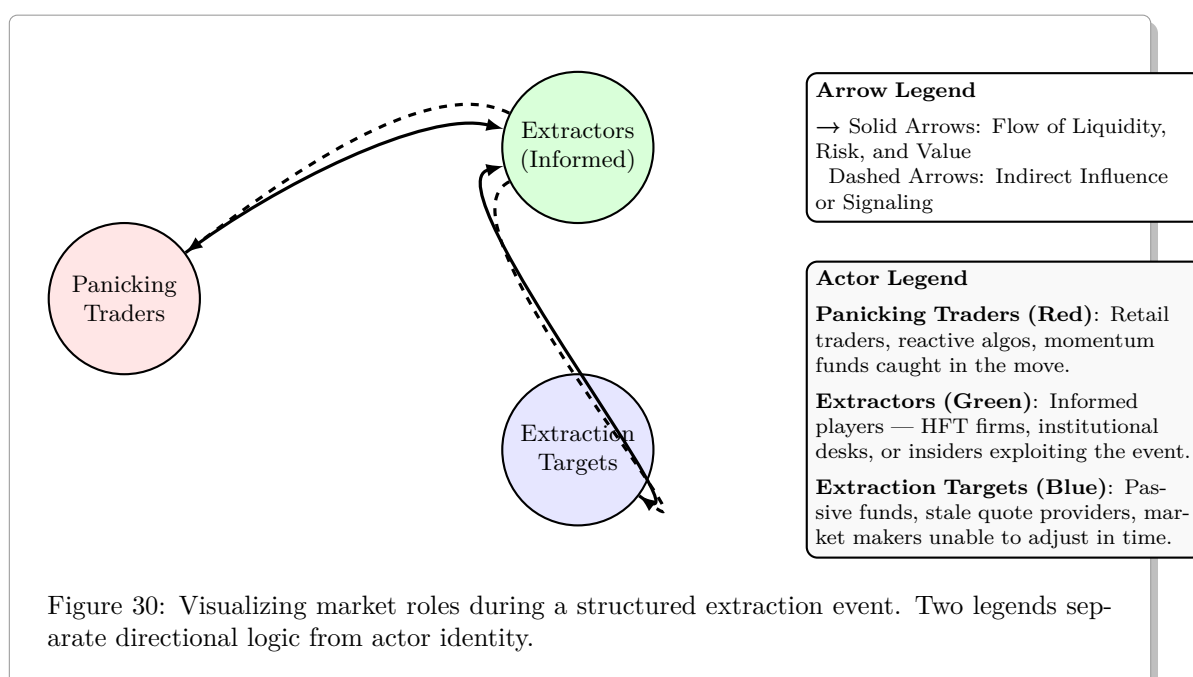 Extractors
(Informed)
Panicking
Traders
Extraction
Targets
Arrow Legend
→ Solid Arrows: Flow of Liquidity,
Risk, and Value
Dashed Arrows: Indirect Influence
or Signaling
Actor Legend
Panicking Traders (Red): Retail
traders, reactive algos, momentum
funds caught in the move.
Extractors (Green): Informed
players — HFT firms, institutional
desks, or insiders exploiting the event.
Extraction Targets (Blue): Pas-
sive funds, stale quote providers, mar-
ket makers unable to adjust in time.
Figure 30: Visualizing market roles during a structured extraction event. Two legends sep-
arate directional logic from actor identity.